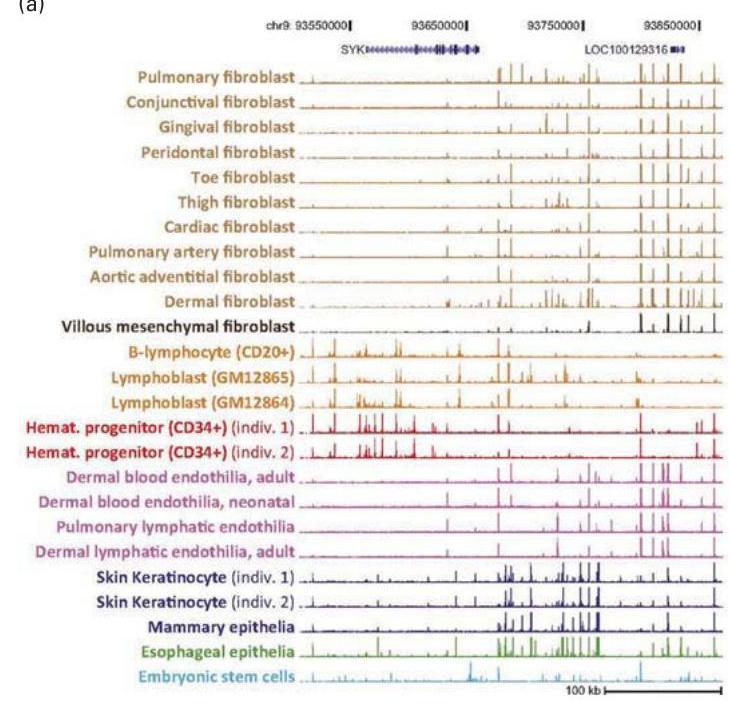 (a)
chr9: 93550000 93650000 93750000 93850000
SYK LOC100129316
Pulmonary fibroblast
Conjunctival fibroblast
Gingival fibroblast
Peridontal fibroblast
Toe fibroblast
Thigh fibroblast
Cardiac fibroblast
Pulmonary artery fibroblast
Aortic adventitial fibroblast
Dermal fibroblast
Villous mesenchymal fibroblast
B-lymphocyte (CD20+)
Lymphoblast (GM12865)
Lymphoblast (GM12864)
Hemat. progenitor (CD34+) (indiv. 1)
Hemat. progenitor (CD34+) (indiv. 2)
Dermal blood endothilia, adult
Dermal blood endothilia, neonatal
Pulmonary lymphatic endothilia
Dermal lymphatic endothilia, adult
Skin Keratinocyte (indiv. 1)
Skin Keratinocyte (indiv. 2)
Mammary epithelia
Esophageal epithelia
Embryonic stem cells
100 kb